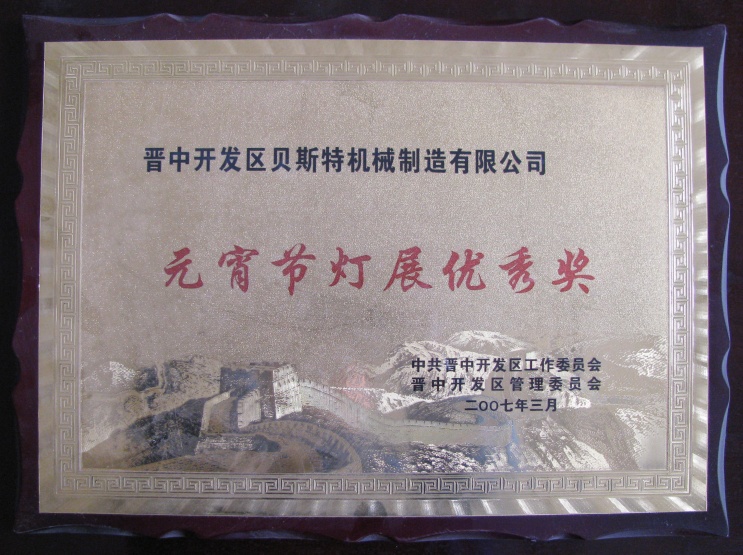 晋中开发区贝斯特机械制造有限公司
元宵节灯展优秀奖
中共晋中开发区工作委员会
晋中开发区管理委员会
二〇〇七年三月